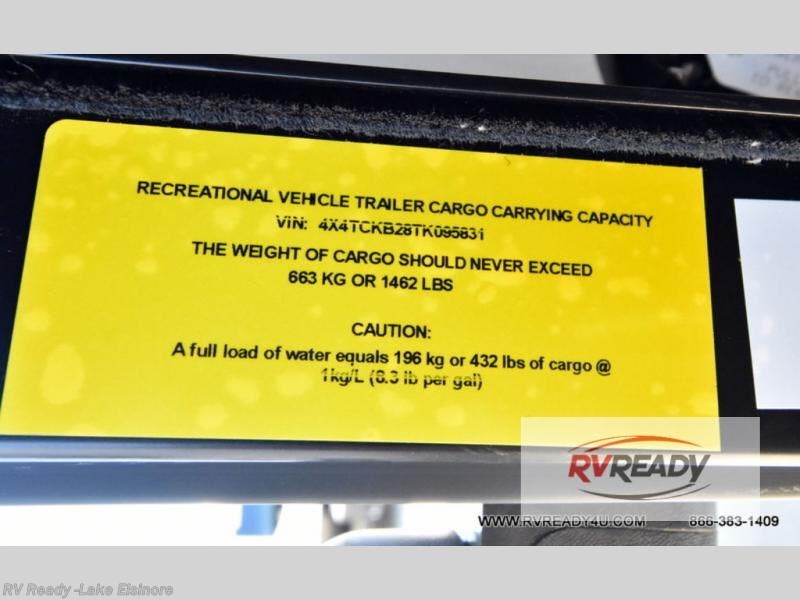 RECREATIONAL VEHICLE TRAILER CARGO CARRYING CAPACITY
VIN: 4X4TCKB28TK095831
THE WEIGHT OF CARGO SHOULD NEVER EXCEED
663 KG OR 1462 LBS
CAUTION:
A full load of water equals 196 kg or 432 lbs of cargo @
1kg/L (8.3 lb per gal)
RVREADY
WWW.RVREADY4U.COM 866-383-1409
RV Ready -Lake Elsinore